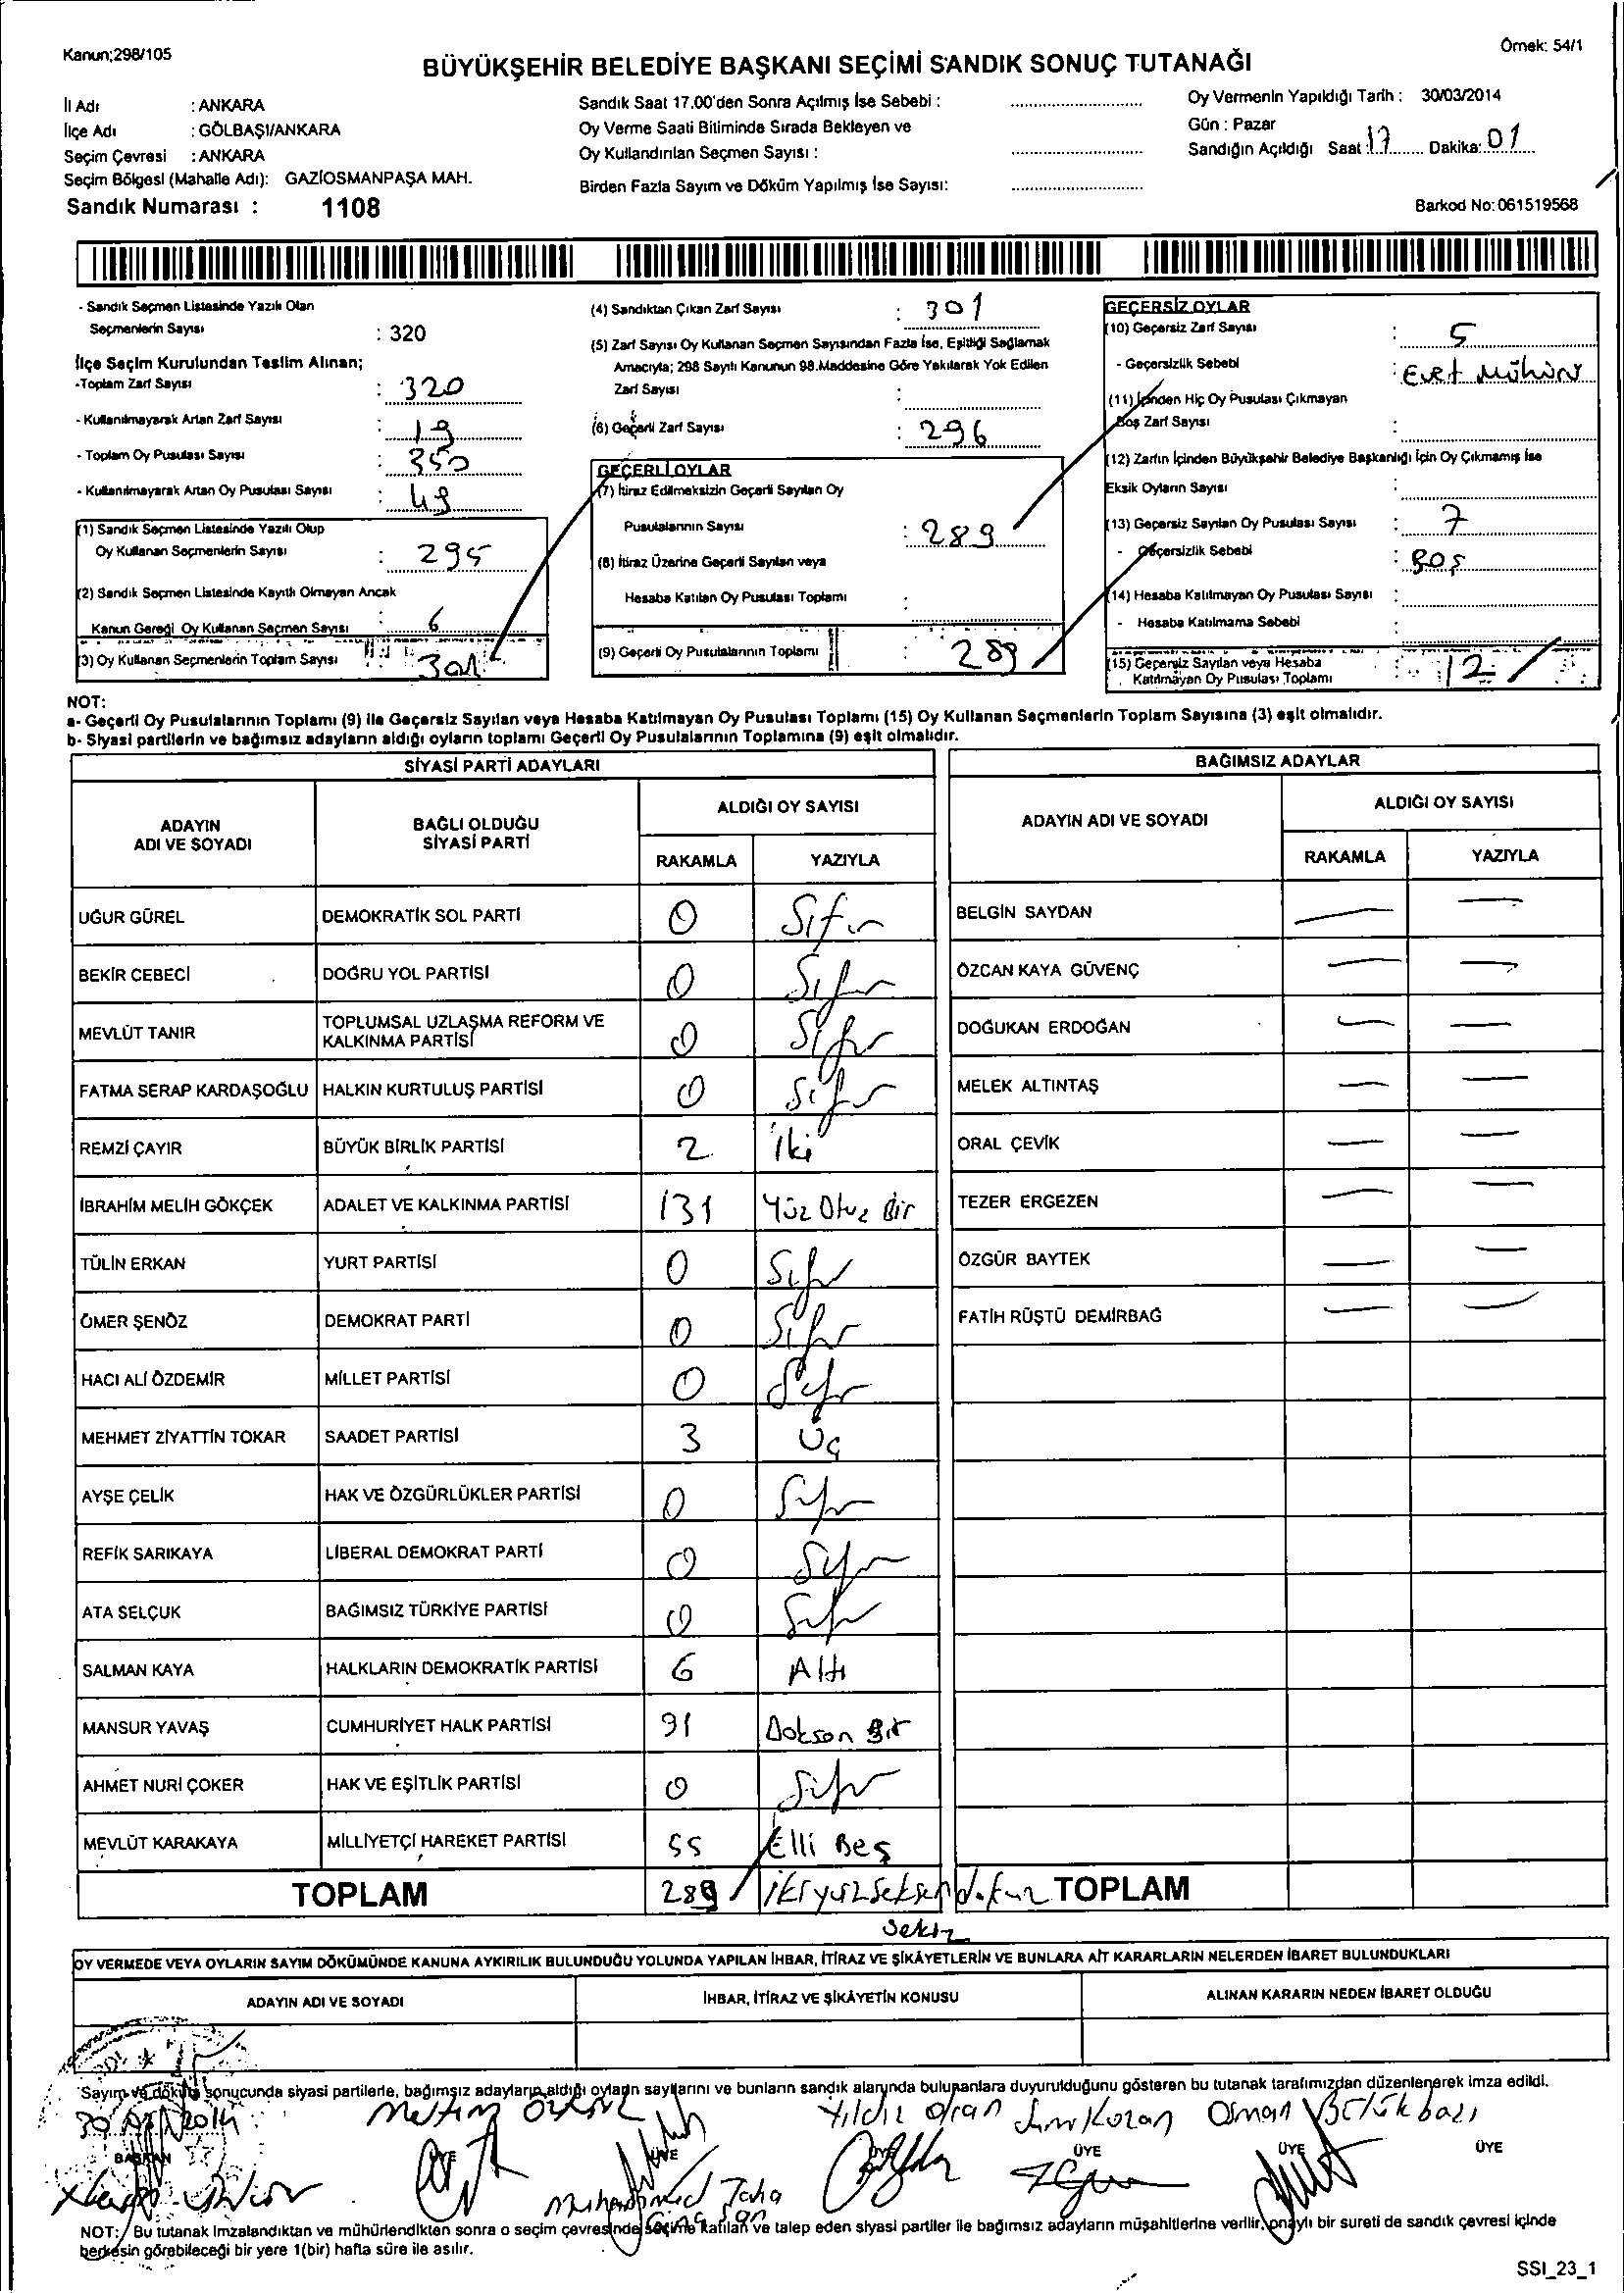 Kanun;298/105
Örnek: 54/1
BÜYÜKŞEHİR BELEDİYE BAŞKANI SEÇİMİ SANDIK SONUÇ TUTANAĞI
İl Adı : ANKARA
İlçe Adı : GÖLBAŞI/ANKARA
Seçim Çevresi : ANKARA
Seçim Bölgesi (Mahalle Adı): GAZİOSMANPAŞA MAH.
Sandık Numarası : 1108
Sandık Saat 17.00'den Sonra Açılmış İse Sebebi :
Oy Verme Saati Bitiminde Sırada Bekleyen ve
Oy Kullandırılan Seçmen Sayısı :
Birden Fazla Sayım ve Döküm Yapılmış İse Sayısı:
Oy Vermenin Yapıldığı Tarih : 30/03/2014
Gün : Pazar
Sandığın Açıldığı Saat : 17 Dakika: 01
Barkod No: 061519568
- Sandık Seçmen Listesinde Yazılı Olan
Seçmenlerin Sayısı : 320
İlçe Seçim Kurulundan Teslim Alınan;
-Toplam Zarf Sayısı : 320
- Kullanılmayarak Artan Zarf Sayısı : 19
- Toplam Oy Pusulası Sayısı : 350
- Kullanılmayarak Artan Oy Pusulası Sayısı : 49
(1) Sandık Seçmen Listesinde Yazılı Olup
Oy Kullanan Seçmenlerin Sayısı : 295
(2) Sandık Seçmen Listesinde Kayıtlı Olmayan Ancak
Kanun Gereği Oy Kullanan Seçmen Sayısı : 6
(3) Oy Kullanan Seçmenlerin Toplam Sayısı : 301
(4) Sandıktan Çıkan Zarf Sayısı : 301
(5) Zarf Sayısı Oy Kullanan Seçmen Sayısından Fazla İse, Eşitliği Sağlamak
Amacıyla; 298 Sayılı Kanunun 98.Maddesine Göre Yakılarak Yok Edilen
Zarf Sayısı :
(6) Geçerli Zarf Sayısı : 296
GEÇERLİ OYLAR
(7) İtiraz Edilmeksizin Geçerli Sayılan Oy
Pusulalarının Sayısı : 289
(8) İtiraz Üzerine Geçerli Sayılan veya
Hesaba Katılan Oy Pusulası Toplamı :
(9) Geçerli Oy Pusulalarının Toplamı : 289
GEÇERSİZ OYLAR
(10) Geçersiz Zarf Sayısı : 5
- Geçersizlik Sebebi : Evet Mühürü
(11) İçinden Hiç Oy Pusulası Çıkmayan
Boş Zarf Sayısı :
(12) Zarfın İçinden Büyükşehir Belediye Başkanlığı İçin Oy Çıkmamış İse
Eksik Oyların Sayısı :
(13) Geçersiz Sayılan Oy Pusulası Sayısı : 7
- Geçersizlik Sebebi : Boş
(14) Hesaba Katılmayan Oy Pusulası Sayısı :
- Hesaba Katılmama Sebebi
(15) Geçersiz Sayılan veya Hesaba
Katılmayan Oy Pusulası Toplamı : 12
NOT:
a- Geçerli Oy Pusulalarının Toplamı (9) ile Geçersiz Sayılan veya Hesaba Katılmayan Oy Pusulası Toplamı (15) Oy Kullanan Seçmenlerin Toplam Sayısına (3) eşit olmalıdır.
b- Siyasi partilerin ve bağımsız adayların aldığı oyların toplamı Geçerli Oy Pusulalarının Toplamına (9) eşit olmalıdır.
SİYASİ PARTİ ADAYLARI
ADAYIN ADI VE SOYADI
BAĞLI OLDUĞU SİYASİ PARTİ
ALDIĞI OY SAYISI
RAKAMLA YAZIYLA
UĞUR GÜREL DEMOKRATİK SOL PARTİ 0 Sıfır
BEKİR CEBECİ DOĞRU YOL PARTİSİ 0 Sıfır
MEVLÜT TANIR TOPLUMSAL UZLAŞMA REFORM VE KALKINMA PARTİSİ 0 Sıfır
FATMA SERAP KARDAŞOĞLU HALKIN KURTULUŞ PARTİSİ 0 Sıfır
REMZİ ÇAYIR BÜYÜK BİRLİK PARTİSİ 2 İki
İBRAHİM MELİH GÖKÇEK ADALET VE KALKINMA PARTİSİ 131 Yüz Otuz Bir
TÜLİN ERKAN YURT PARTİSİ 0 Sıfır
ÖMER ŞENÖZ DEMOKRAT PARTİ 0 Sıfır
HACI ALİ ÖZDEMİR MİLLET PARTİSİ 0 Sıfır
MEHMET ZİYATTİN TOKAR SAADET PARTİSİ 3 Üç
AYŞE ÇELİK HAK VE ÖZGÜRLÜKLER PARTİSİ 0 Sıfır
REFİK SARIKAYA LİBERAL DEMOKRAT PARTİ 0 Sıfır
ATA SELÇUK BAĞIMSIZ TÜRKİYE PARTİSİ 0 Sıfır
SALMAN KAYA HALKLARIN DEMOKRATİK PARTİSİ 6 Altı
MANSUR YAVAŞ CUMHURİYET HALK PARTİSİ 91 Doksan Bir
AHMET NURİ ÇOKER HAK VE EŞİTLİK PARTİSİ 0 Sıfır
MEVLÜT KARAKAYA MİLLİYETÇİ HAREKET PARTİSİ 55 Elli Beş
TOPLAM 289 ikiyüzseksendokuz
sekiz
BAĞIMSIZ ADAYLAR
ADAYIN ADI VE SOYADI
ALDIĞI OY SAYISI
RAKAMLA YAZIYLA
BELGİN SAYDAN — —
ÖZCAN KAYA GÜVENÇ — —
DOĞUKAN ERDOĞAN — —
MELEK ALTINTAŞ — —
ORAL ÇEVİK — —
TEZER ERGEZEN — —
ÖZGÜR BAYTEK — —
FATİH RÜŞTÜ DEMİRBAĞ — —
TOPLAM
OY VERMEDE VEYA OYLARIN SAYIM DÖKÜMÜNDE KANUNA AYKIRILIK BULUNDUĞU YOLUNDA YAPILAN İHBAR, İTİRAZ VE ŞİKÂYETLERİN VE BUNLARA AİT KARARLARIN NELERDEN İBARET BULUNDUKLARI
ADAYIN ADI VE SOYADI İHBAR, İTİRAZ VE ŞİKÂYETİN KONUSU ALINAN KARARIN NEDEN İBARET OLDUĞU
Sayım ve döküm sonucunda siyasi partilerle, bağımsız adayların aldığı oyların sayılarını ve bunların sandık alanında bulunanlara duyurulduğunu gösteren bu tutanak tarafımızdan düzenlenerek imza edildi.
30/03/2014
Yıldız Osman
BAŞKAN ÜYE ÜYE ÜYE ÜYE ÜYE ÜYE
Muhammed Taha
NOT: Bu tutanak İmzalandıktan ve mühürlendikten sonra o seçim çevresinde seçime katılan ve talep eden siyasi partiler ile bağımsız adayların müşahitlerine verilir, onaylı bir sureti de sandık çevresi içinde
herkesin görebileceği bir yere 1(bir) hafta süre ile asılır.
SSI_23_1